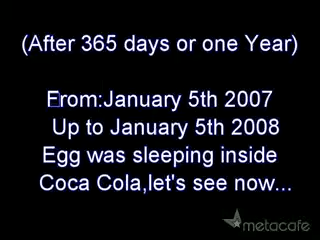 (After 365 days or one Year)
From:January 5th 2007
Up to January 5th 2008
Egg was sleeping inside
Coca Cola,let's see now...
metacafe